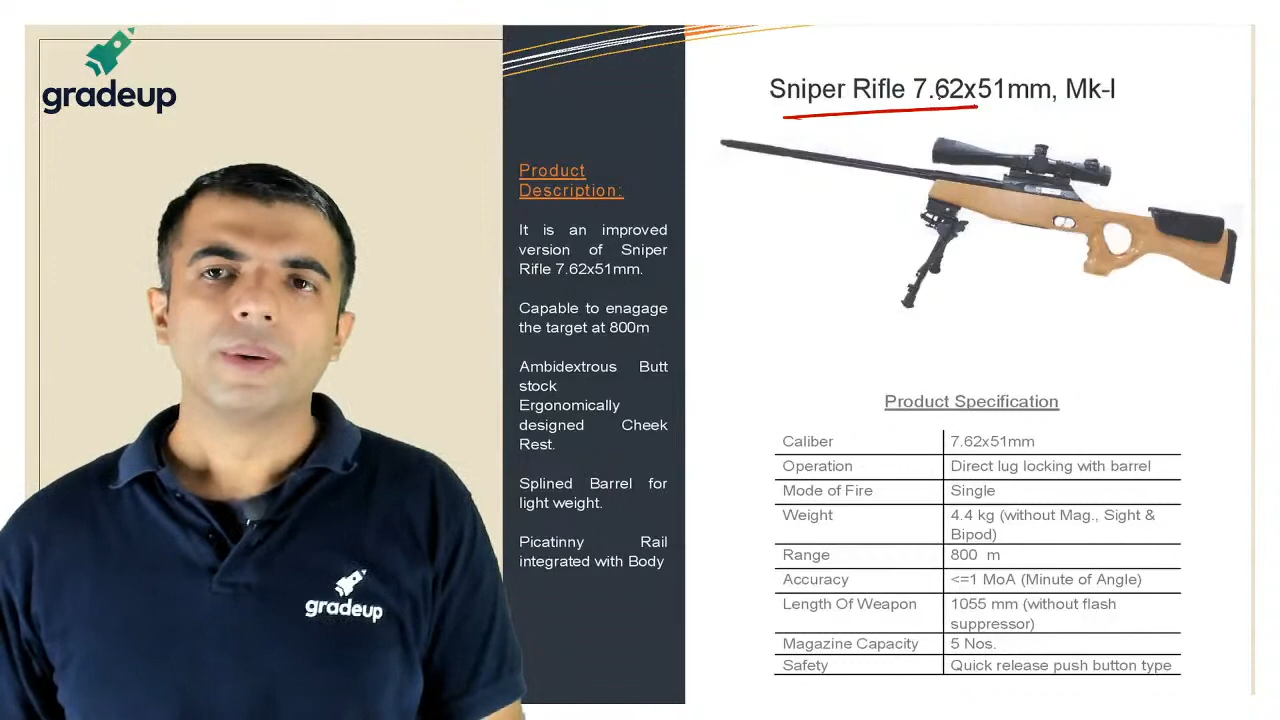 gradeup
Sniper Rifle 7.62x51mm, Mk-I
Product
Description:
It is an improved
version of Sniper
Rifle 7.62x51mm.
Capable to enagage
the target at 800m
Ambidextrous Butt
stock
Ergonomically
designed Cheek
Rest.
Splined Barrel for
light weight.
Picatinny Rail
integrated with Body
Product Specification
Caliber 7.62x51mm
Operation Direct lug locking with barrel
Mode of Fire Single
Weight 4.4 kg (without Mag., Sight &
Bipod)
Range 800 m
Accuracy <=1 MoA (Minute of Angle)
Length Of Weapon 1055 mm (without flash
suppressor)
Magazine Capacity 5 Nos.
Safety Quick release push button type
gradeup